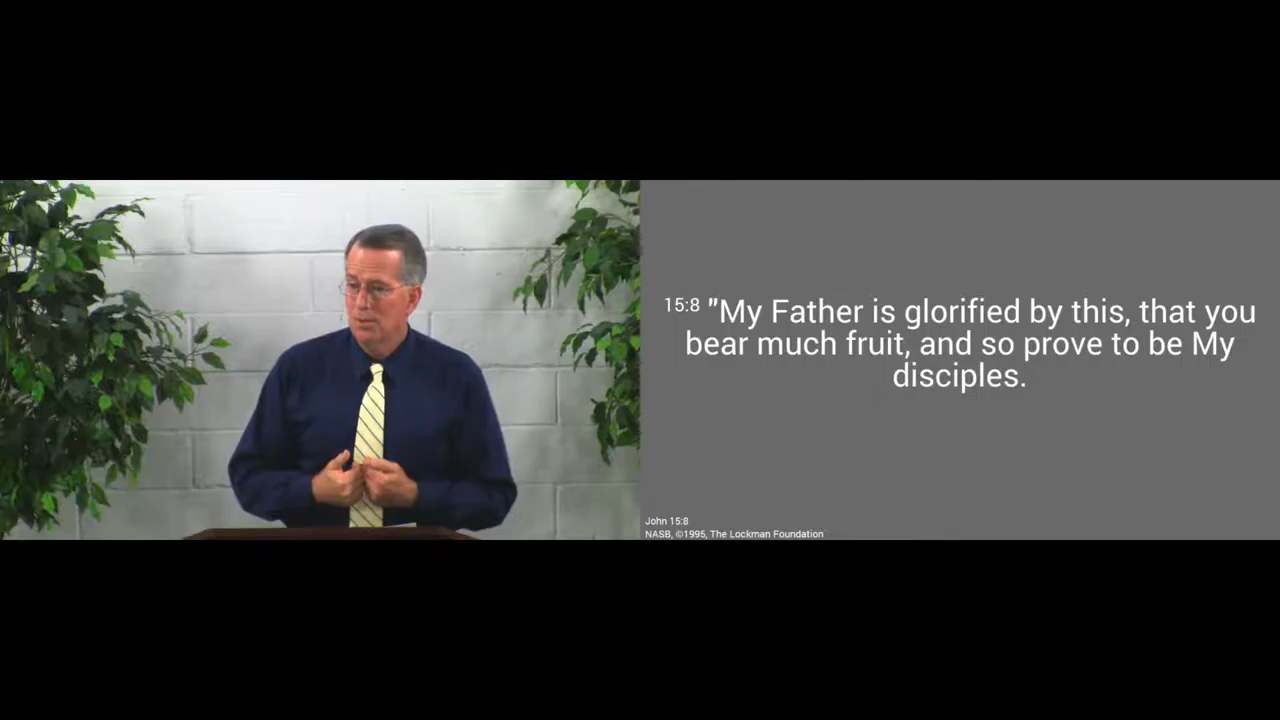 15:8 "My Father is glorified by this, that you
bear much fruit, and so prove to be My
disciples.
John 15:8
NASB, ©1995, The Lockman Foundation